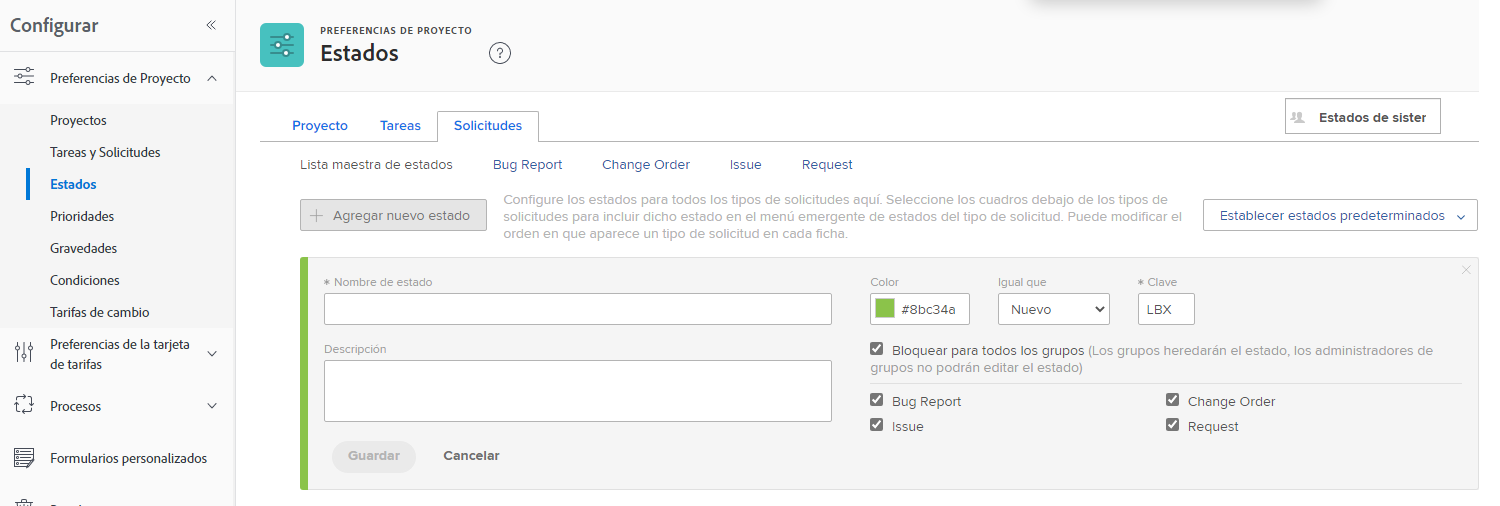 Configurar
Preferencias de Proyecto
Proyectos
Tareas y Solicitudes
Estados
Prioridades
Gravedades
Condiciones
Tarifas de cambio
Preferencias de la tarjeta
de tarifas
Procesos
Formularios personalizados
PREFERENCIAS DE PROYECTO
Estados
?
Estados de sister
Proyecto Tareas Solicitudes
Lista maestra de estados Bug Report Change Order Issue Request
Agregar nuevo estado
Configure los estados para todos los tipos de solicitudes aquí. Seleccione los cuadros debajo de los tipos de
solicitudes para incluir dicho estado en el menú emergente de estados del tipo de solicitud. Puede modificar el
orden en que aparece un tipo de solicitud en cada ficha.
Establecer estados predeterminados
* Nombre de estado
Descripción
Guardar Cancelar
Color Igual que * Clave
#8bc34a Nuevo LBX
Bloquear para todos los grupos (Los grupos heredarán el estado, los administradores de
grupos no podrán editar el estado)
Bug Report Change Order
Issue Request